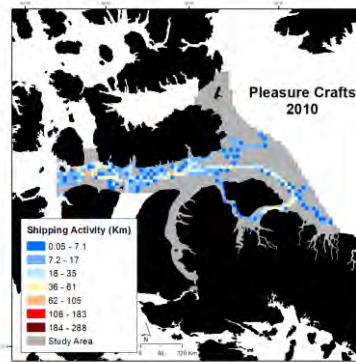 Pleasure Crafts
2010
Shipping Activity (Km)
0.05 - 7.1
7.2 - 17
18 - 35
36 - 61
62 - 105
106 - 183
184 - 288
Study Area
N